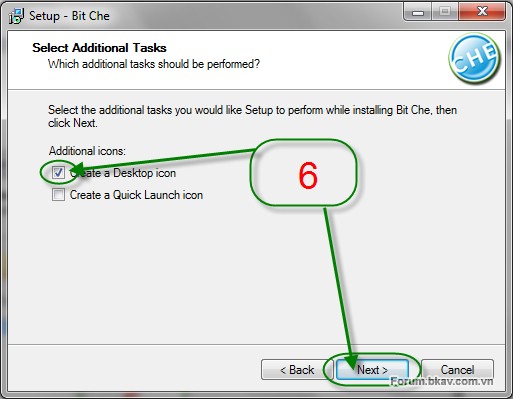 Setup - Bit Che
Select Additional Tasks
Which additional tasks should be performed?
CHE
Select the additional tasks you would like Setup to perform while installing Bit Che, then
click Next.
Additional icons:
Create a Desktop icon
6
Create a Quick Launch icon
< Back
Next >
Cancel
Forum.bkav.com.vn